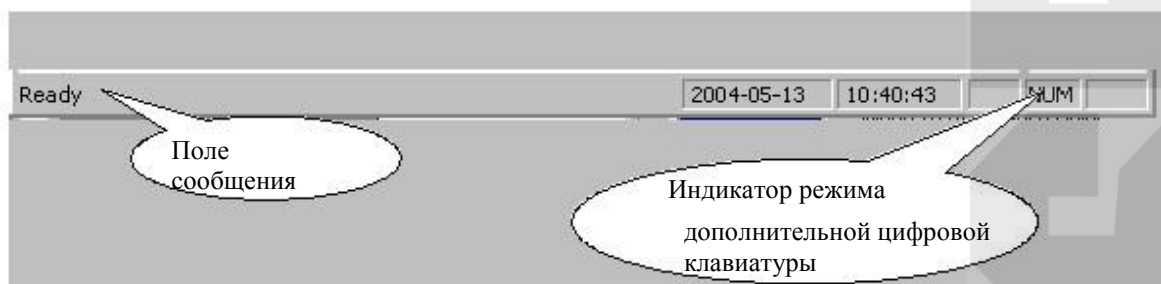 Ready
2004-05-13
10:40:43
NUM
Поле
сообщения
Индикатор режима
дополнительной цифровой
клавиатуры